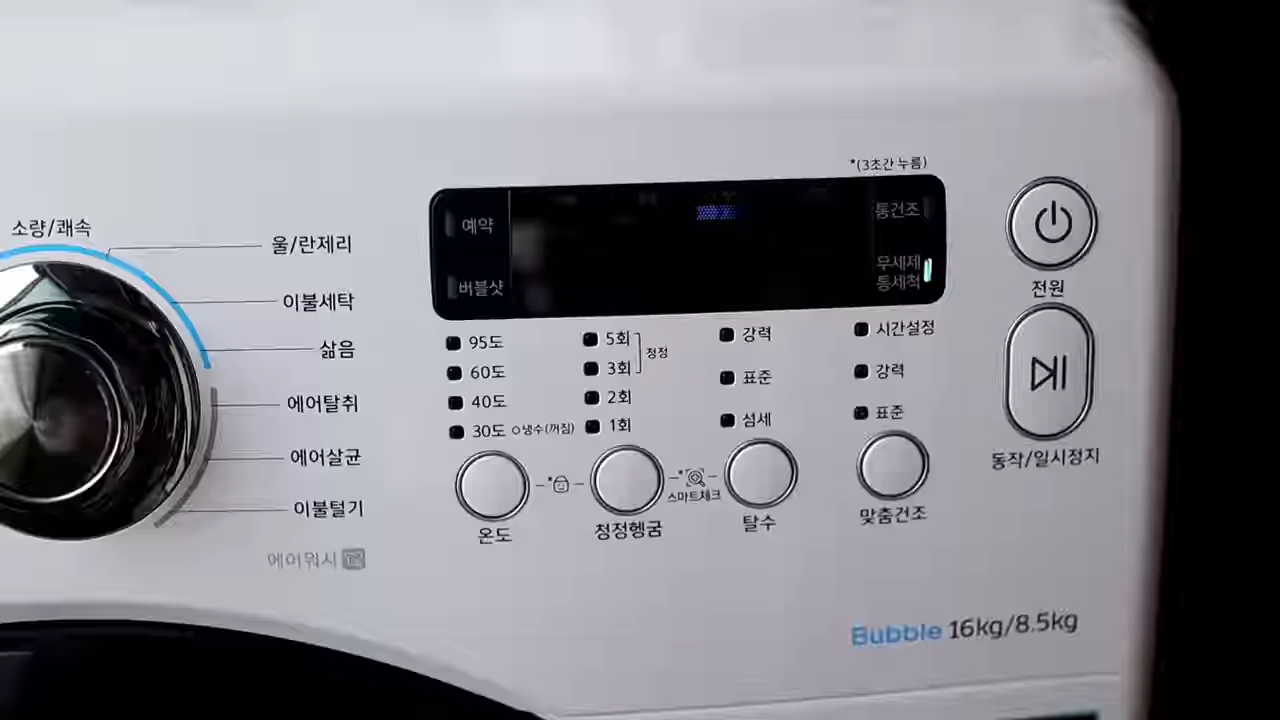 *(3초간 누름)
소량/쾌속
울/란제리
이불세탁
삶음
에어탈취
에어살균
이불털기
에어워시
예약
버블샷
통건조
무세제
통세척
95도
60도
40도
30도 ○냉수(꺼짐)
온도
5회
3회
청정
2회
1회
청정헹굼
*스마트체크
강력
표준
섬세
탈수
시간설정
강력
표준
맞춤건조
전원
동작/일시정지
Bubble 16kg/8.5kg